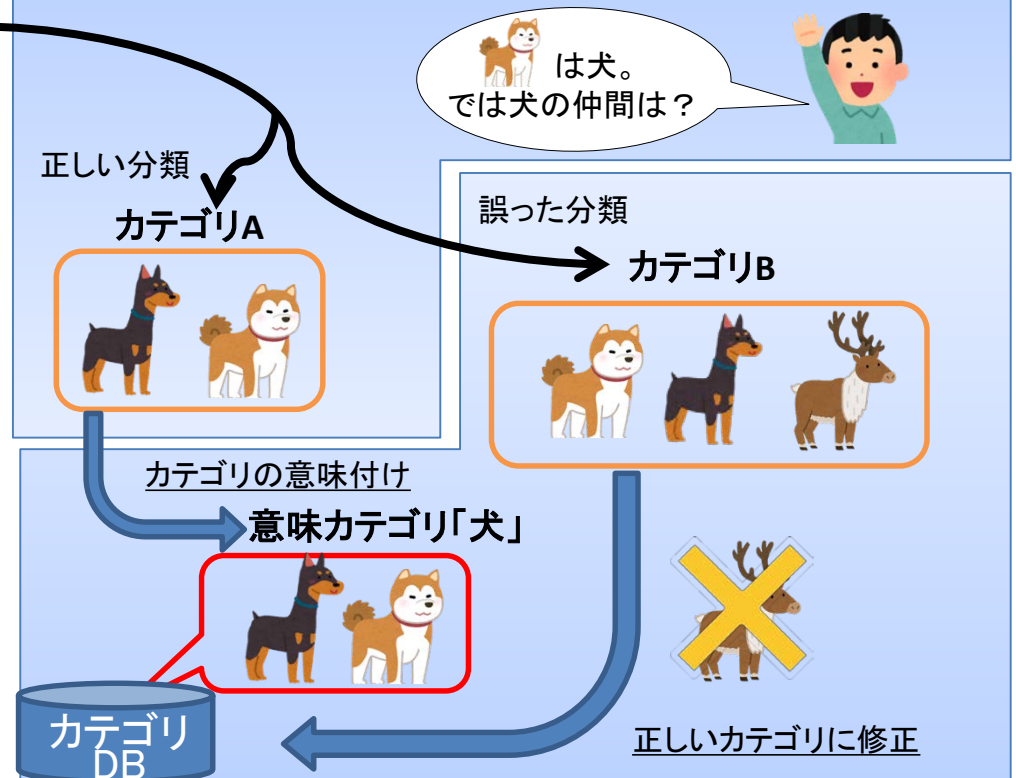 は犬。
では犬の仲間は？
正しい分類
カテゴリA
誤った分類
カテゴリB
カテゴリの意味付け
意味カテゴリ「犬」
正しいカテゴリに修正
カテゴリ
DB